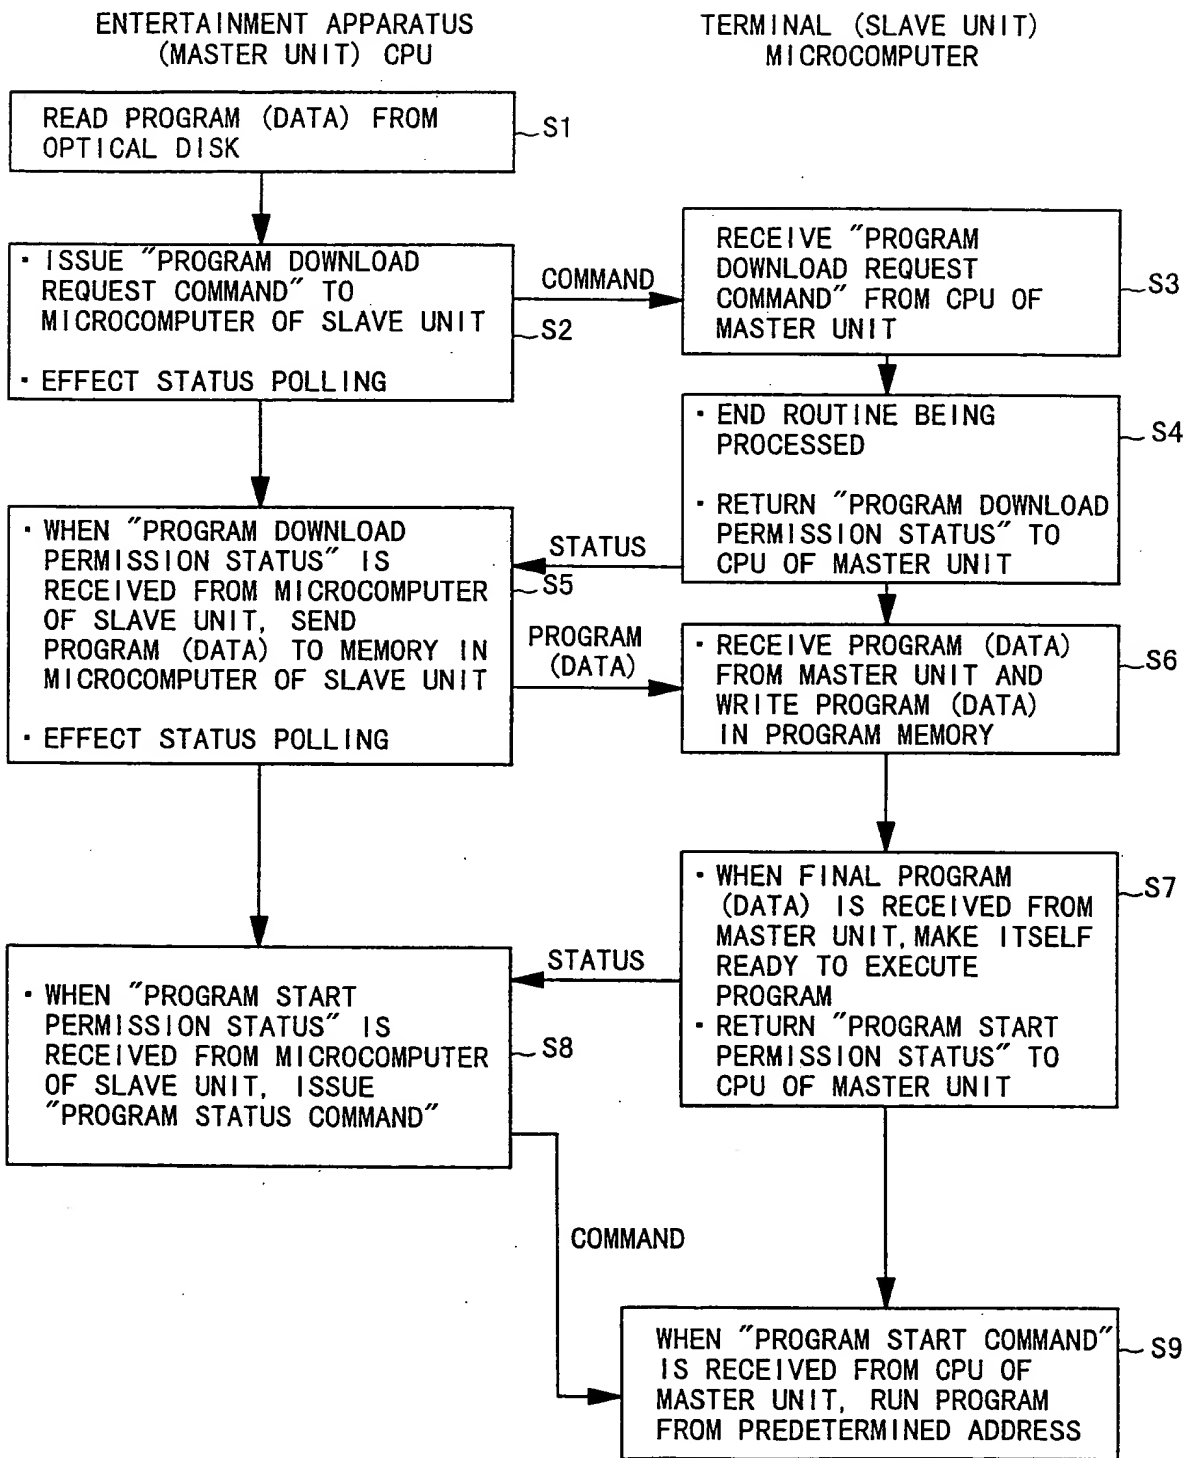 ENTERTAINMENT APPARATUS
(MASTER UNIT) CPU
TERMINAL (SLAVE UNIT)
MICROCOMPUTER
READ PROGRAM (DATA) FROM
OPTICAL DISK
S1
· ISSUE "PROGRAM DOWNLOAD
REQUEST COMMAND" TO
MICROCOMPUTER OF SLAVE UNIT
· EFFECT STATUS POLLING
S2
COMMAND
RECEIVE "PROGRAM
DOWNLOAD REQUEST
COMMAND" FROM CPU OF
MASTER UNIT
S3
· END ROUTINE BEING
PROCESSED
· RETURN "PROGRAM DOWNLOAD
PERMISSION STATUS" TO
CPU OF MASTER UNIT
S4
STATUS
· WHEN "PROGRAM DOWNLOAD
PERMISSION STATUS" IS
RECEIVED FROM MICROCOMPUTER
OF SLAVE UNIT, SEND
PROGRAM (DATA) TO MEMORY IN
MICROCOMPUTER OF SLAVE UNIT
· EFFECT STATUS POLLING
S5
PROGRAM
(DATA)
· RECEIVE PROGRAM (DATA)
FROM MASTER UNIT AND
WRITE PROGRAM (DATA)
IN PROGRAM MEMORY
S6
· WHEN FINAL PROGRAM
(DATA) IS RECEIVED FROM
MASTER UNIT, MAKE ITSELF
READY TO EXECUTE
PROGRAM
· RETURN "PROGRAM START
PERMISSION STATUS" TO
CPU OF MASTER UNIT
S7
STATUS
· WHEN "PROGRAM START
PERMISSION STATUS" IS
RECEIVED FROM MICROCOMPUTER
OF SLAVE UNIT, ISSUE
"PROGRAM STATUS COMMAND"
S8
COMMAND
WHEN "PROGRAM START COMMAND"
IS RECEIVED FROM CPU OF
MASTER UNIT, RUN PROGRAM
FROM PREDETERMINED ADDRESS
S9